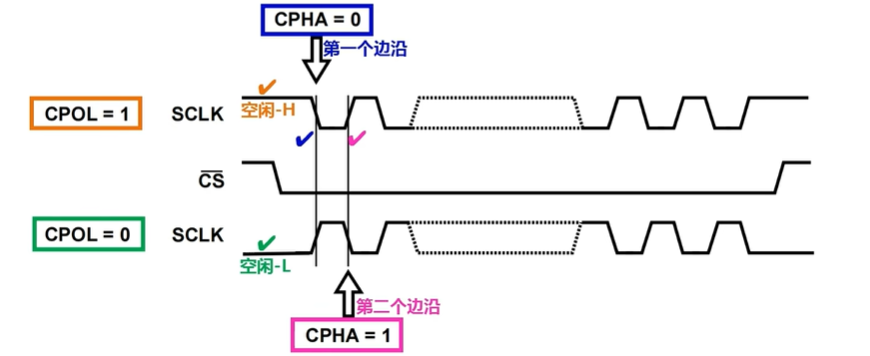 CPHA = 0
第一个边沿
CPOL = 1
SCLK
空闲-H
CS
CPOL = 0
SCLK
空闲-L
第二个边沿
CPHA = 1